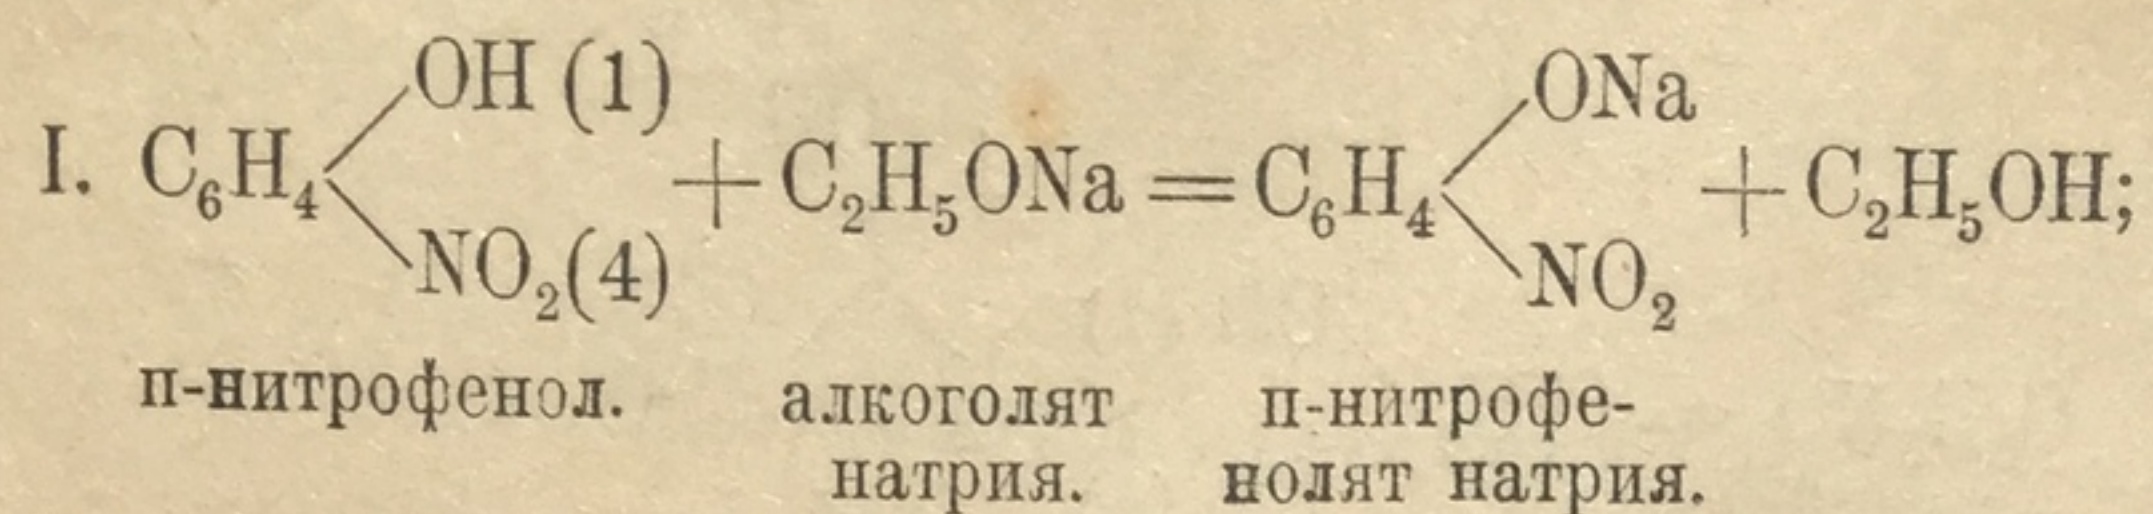 OH (1) ONa
I. C₆H₄ + C₂H₅ONa = C₆H₄ + C₂H₅OH;
NO₂(4) NO₂
п-нитрофенол. алкоголят п-нитрофе-
натрия. нолят натрия.